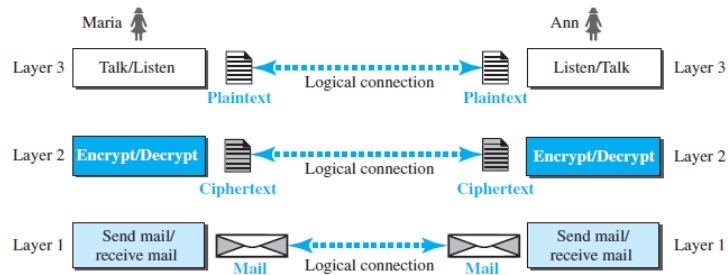 Maria
Ann
Layer 3
Talk/Listen
Plaintext
Logical connection
Plaintext
Listen/Talk
Layer 3
Layer 2
Encrypt/Decrypt
Ciphertext
Logical connection
Ciphertext
Encrypt/Decrypt
Layer 2
Layer 1
Send mail/
receive mail
Mail
Logical connection
Mail
Send mail/
receive mail
Layer 1